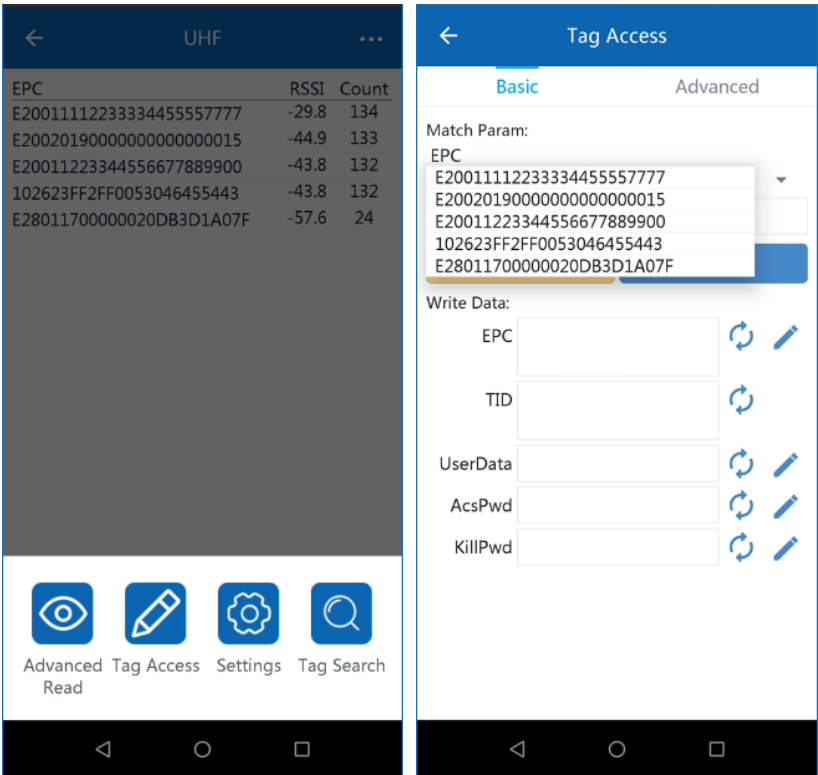 UHF
EPC RSSI Count
E20011112233334455557777 -29.8 134
E20020190000000000000015 -44.9 133
E20011223344556677889900 -43.8 132
102623FF2FF0053046455443 -43.8 132
E28011700000020DB3D1A07F -57.6 24
Advanced Read
Tag Access
Settings
Tag Search
Tag Access
Basic Advanced
Match Param:
EPC
E20011112233334455557777
E20020190000000000000015
E20011223344556677889900
102623FF2FF0053046455443
E28011700000020DB3D1A07F
Write Data:
EPC
TID
UserData
AcsPwd
KillPwd